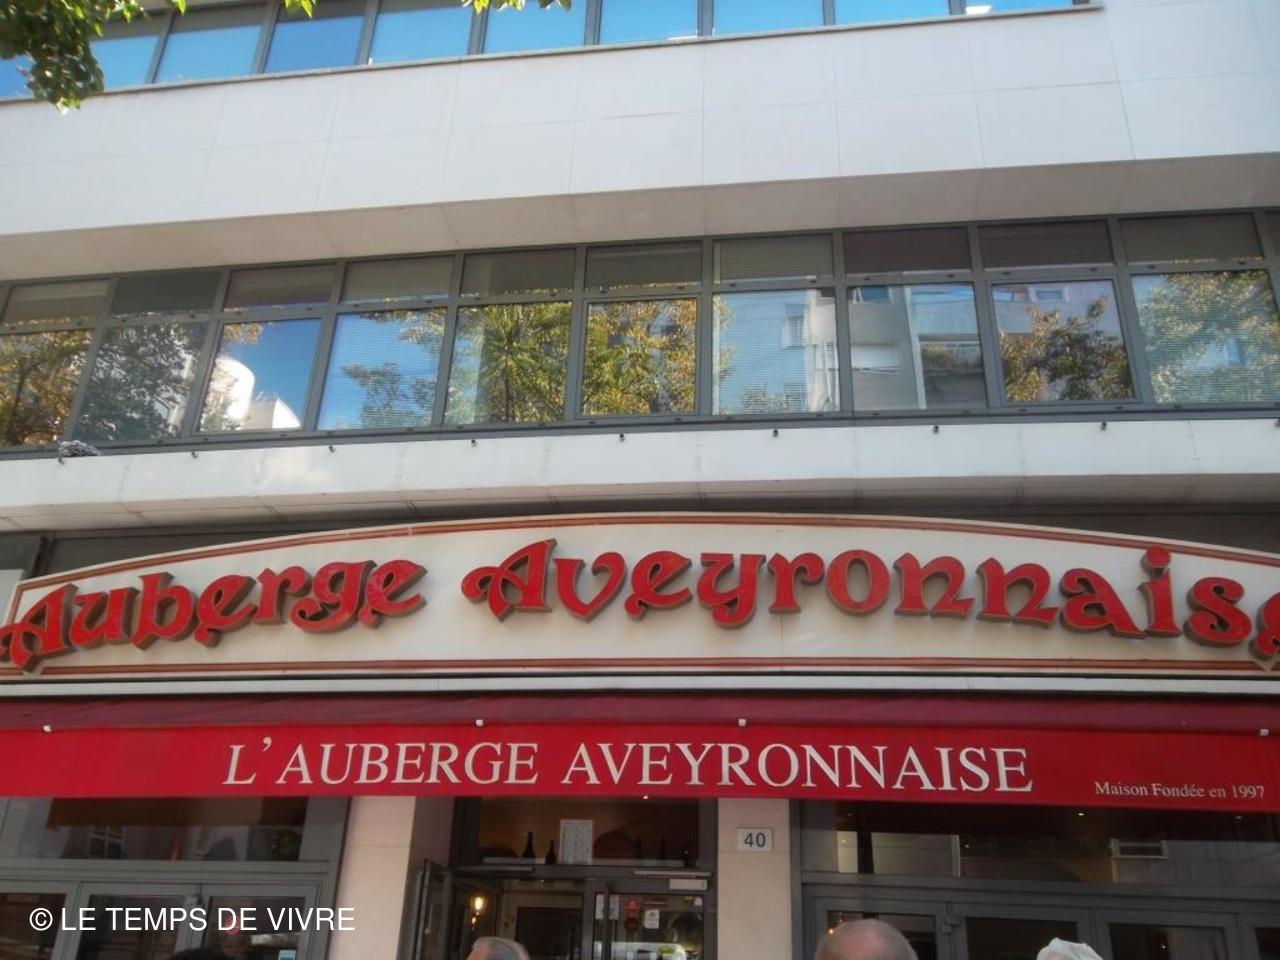 Auberge Aveyronnaise
L'AUBERGE AVEYRONNAISE
Maison Fondée en 1997
40
© LE TEMPS DE VIVRE